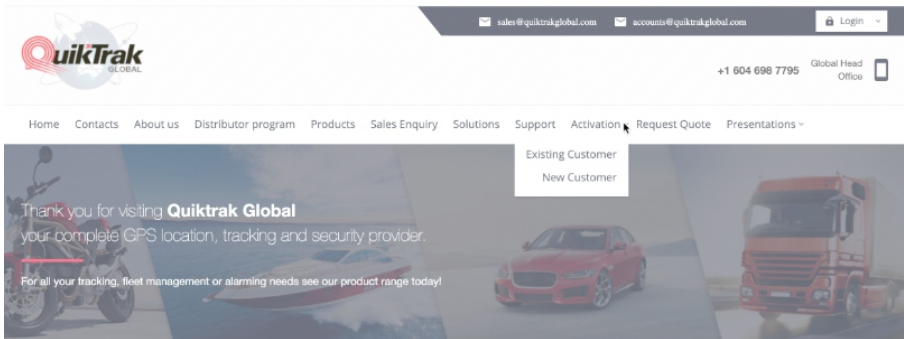 sales@quiktrakglobal.com accounts@quiktrakglobal.com Login
QuikTrak
GLOBAL
+1 604 698 7795
Global Head
Office
Home Contacts About us Distributor program Products Sales Enquiry Solutions Support Activation Request Quote Presentations
Existing Customer
New Customer
Thank you for visiting Quiktrak Global
your complete GPS location, tracking and security provider.
For all your tracking, fleet management or alarming needs see our product range today!